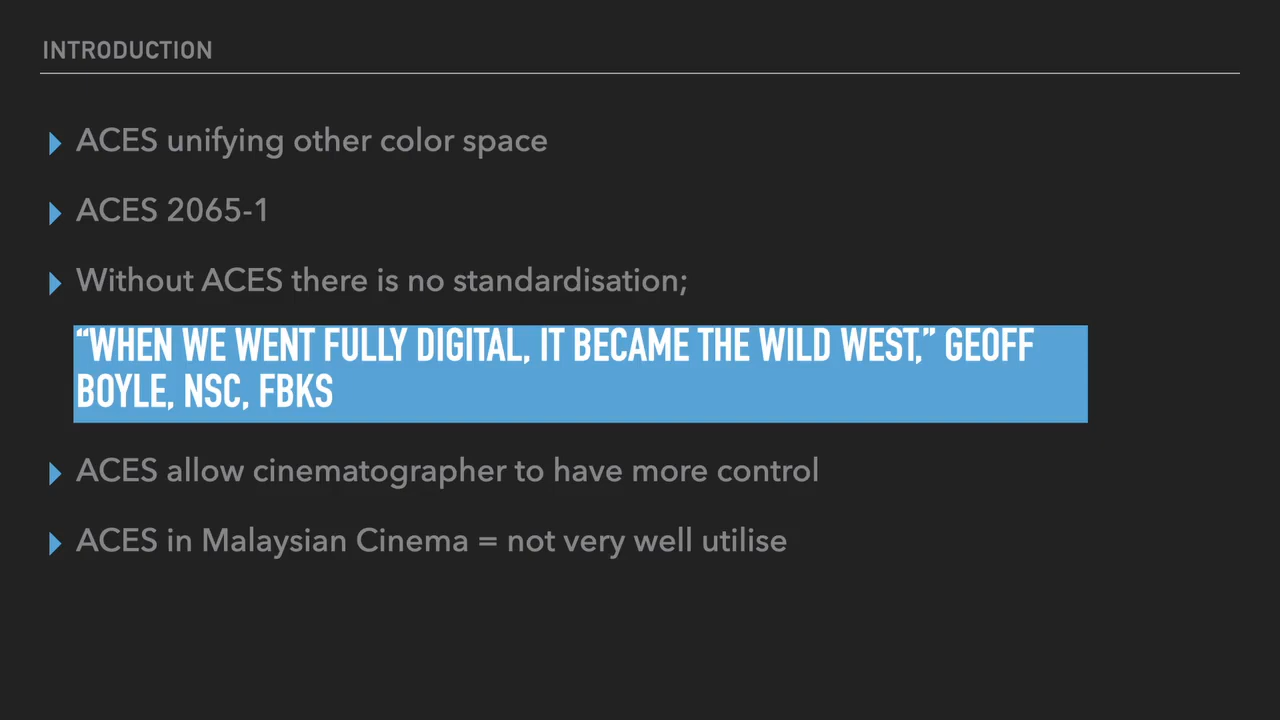 INTRODUCTION
ACES unifying other color space
ACES 2065-1
Without ACES there is no standardisation;
“WHEN WE WENT FULLY DIGITAL, IT BECAME THE WILD WEST,” GEOFF
BOYLE, NSC, FBKS
ACES allow cinematographer to have more control
ACES in Malaysian Cinema = not very well utilise